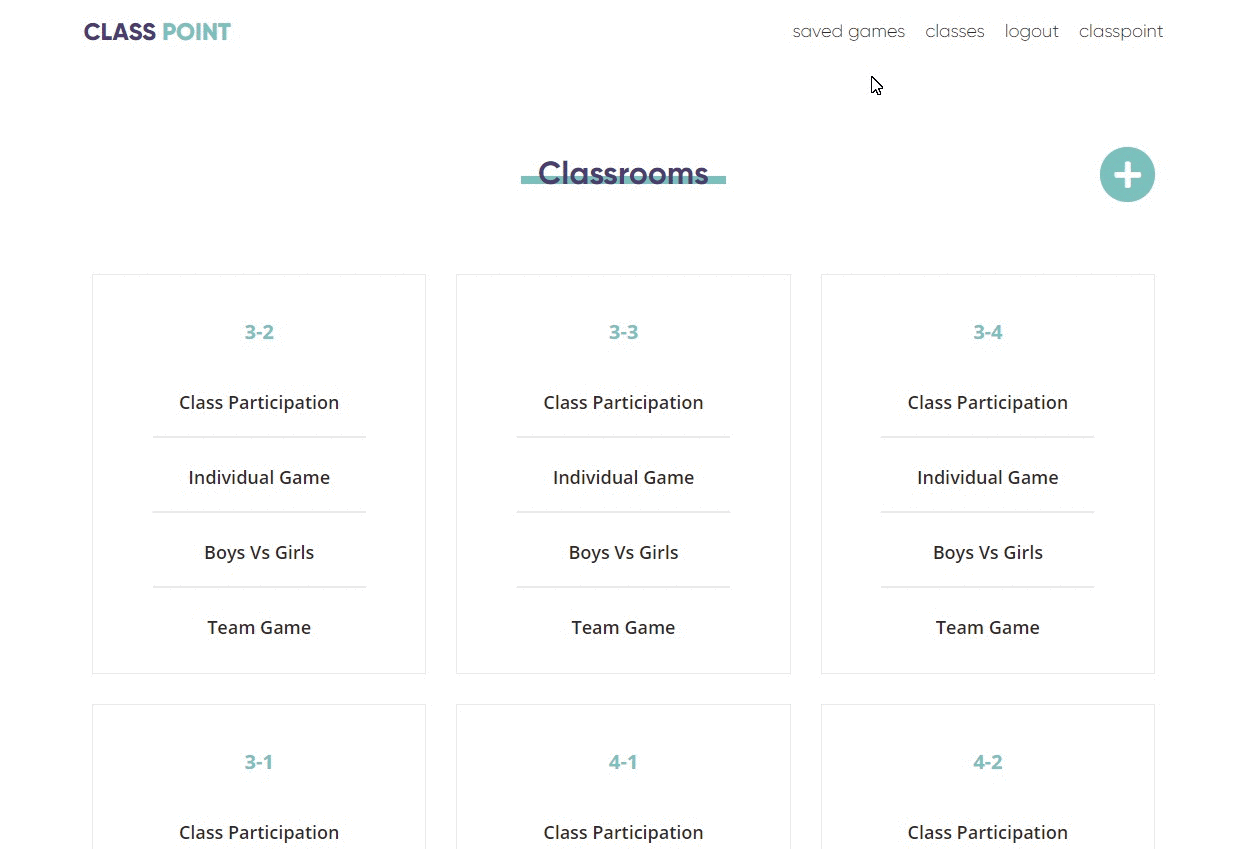 CLASS POINT
saved games classes logout classpoint
Classrooms
3-2
Class Participation
Individual Game
Boys Vs Girls
Team Game
3-3
Class Participation
Individual Game
Boys Vs Girls
Team Game
3-4
Class Participation
Individual Game
Boys Vs Girls
Team Game
3-1
Class Participation
4-1
Class Participation
4-2
Class Participation